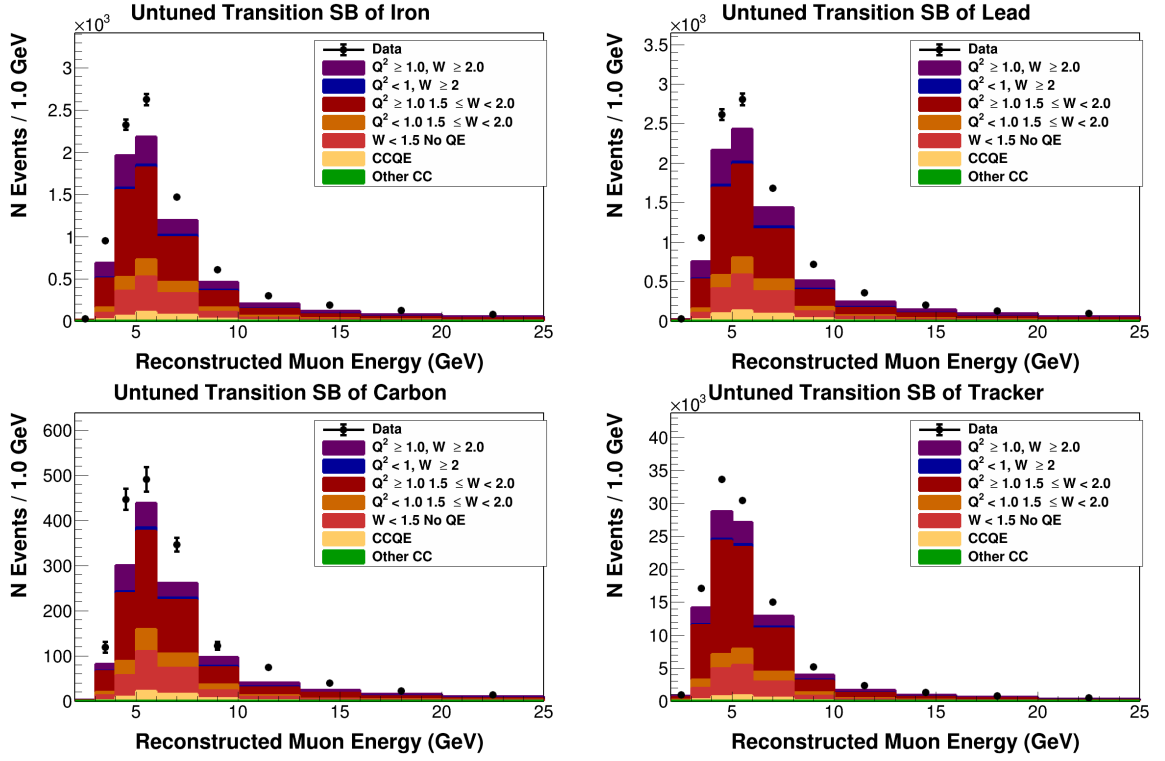 Untuned Transition SB of Iron
×10³
N Events / 1.0 GeV
3
2.5
2
1.5
1
0.5
0
Data
Q² ≥ 1.0, W ≥ 2.0
Q² < 1, W ≥ 2
Q² ≥ 1.0 1.5 ≤ W < 2.0
Q² < 1.0 1.5 ≤ W < 2.0
W < 1.5 No QE
CCQE
Other CC
5 10 15 20 25
Reconstructed Muon Energy (GeV)
Untuned Transition SB of Lead
×10³
N Events / 1.0 GeV
3.5
3
2.5
2
1.5
1
0.5
0
Data
Q² ≥ 1.0, W ≥ 2.0
Q² < 1, W ≥ 2
Q² ≥ 1.0 1.5 ≤ W < 2.0
Q² < 1.0 1.5 ≤ W < 2.0
W < 1.5 No QE
CCQE
Other CC
5 10 15 20 25
Reconstructed Muon Energy (GeV)
Untuned Transition SB of Carbon
N Events / 1.0 GeV
600
500
400
300
200
100
0
Data
Q² ≥ 1.0, W ≥ 2.0
Q² < 1, W ≥ 2
Q² ≥ 1.0 1.5 ≤ W < 2.0
Q² < 1.0 1.5 ≤ W < 2.0
W < 1.5 No QE
CCQE
Other CC
5 10 15 20 25
Reconstructed Muon Energy (GeV)
Untuned Transition SB of Tracker
×10³
N Events / 1.0 GeV
40
35
30
25
20
15
10
5
0
Data
Q² ≥ 1.0, W ≥ 2.0
Q² < 1, W ≥ 2
Q² ≥ 1.0 1.5 ≤ W < 2.0
Q² < 1.0 1.5 ≤ W < 2.0
W < 1.5 No QE
CCQE
Other CC
5 10 15 20 25
Reconstructed Muon Energy (GeV)